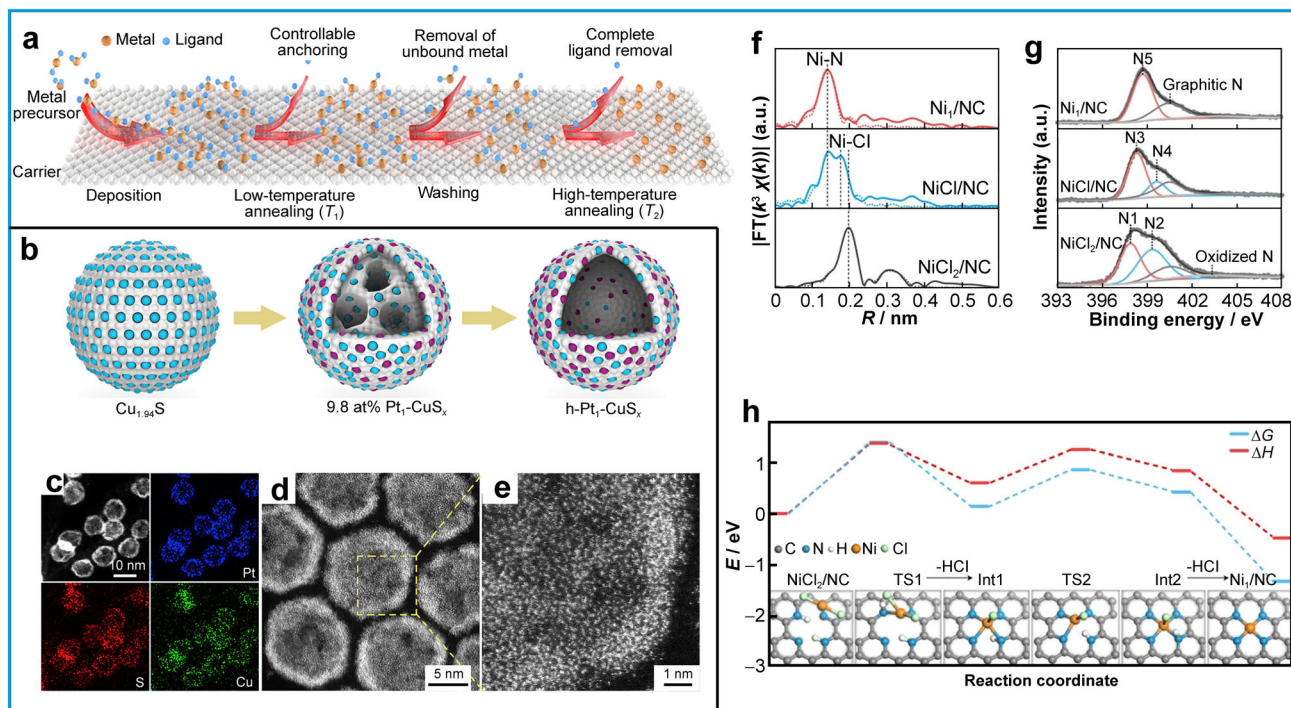 a
Metal
Ligand
Controllable
anchoring
Removal of
unbound metal
Complete
ligand removal
Metal
precursor
Carrier
Deposition
Low-temperature
annealing (T₁)
Washing
High-temperature
annealing (T₂)
b
Cu₁.₉₄S
9.8 at% Pt₁-CuSₓ
h-Pt₁-CuSₓ
c
10 nm
Pt
S
Cu
d
5 nm
e
1 nm
f
|FT(k³ χ(k))| (a.u.)
Ni-N
Ni₁/NC
Ni-Cl
NiCl/NC
NiCl₂/NC
0 0.1 0.2 0.3 0.4 0.5 0.6
R / nm
g
Intensity (a.u.)
N5
Graphitic N
Ni₁/NC
N3
N4
NiCl/NC
N1
N2
NiCl₂/NC
Oxidized N
393 396 399 402 405 408
Binding energy / eV
h
E / eV
1
0
−1
−2
−3
ΔG
ΔH
C N H Ni Cl
-HCl
-HCl
NiCl₂/NC TS1 Int1 TS2 Int2 Ni₁/NC
Reaction coordinate